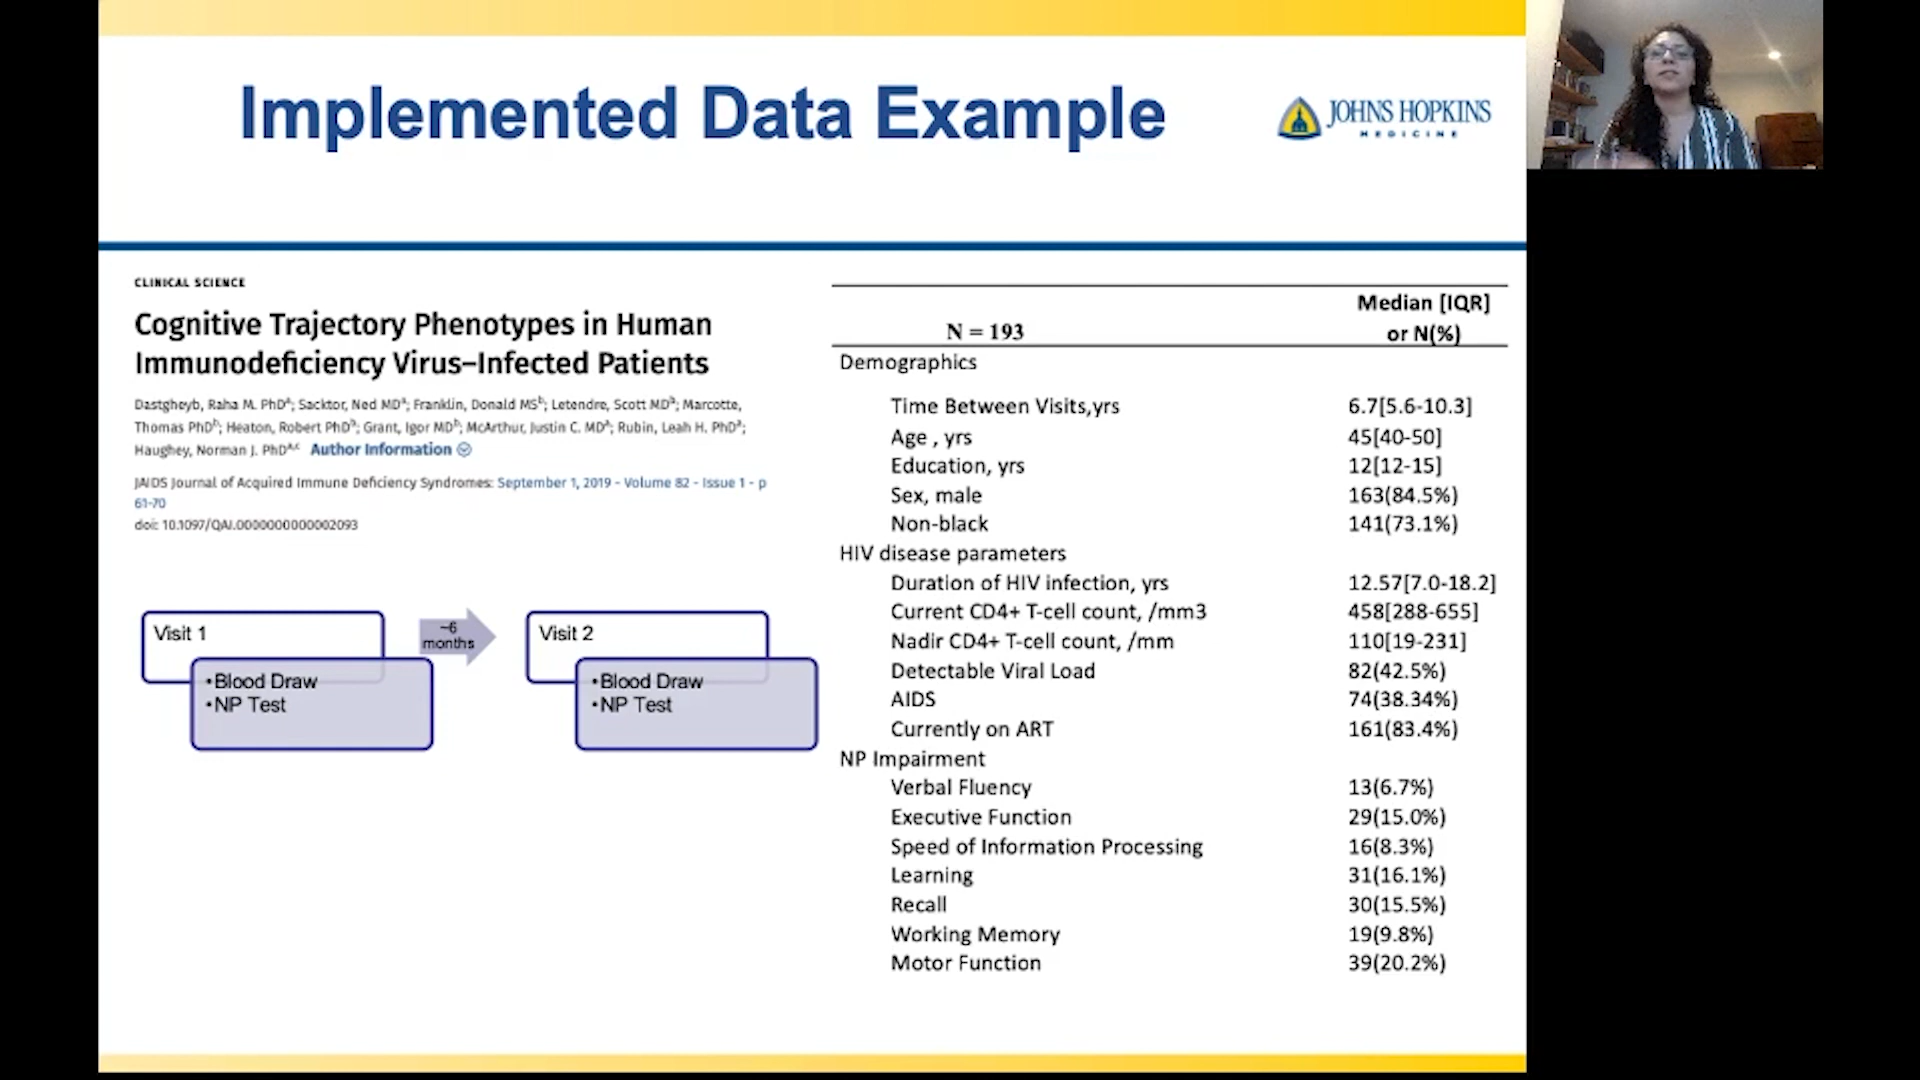 Implemented Data Example
JOHNS HOPKINS
MEDICINE
CLINICAL SCIENCE
Cognitive Trajectory Phenotypes in Human
Immunodeficiency Virus–Infected Patients
Dastgheyb, Raha M. PhDa; Sacktor, Ned MDa; Franklin, Donald MSb; Letendre, Scott MDb; Marcotte,
Thomas PhDb; Heaton, Robert PhDb; Grant, Igor MDb; McArthur, Justin C. MDa; Rubin, Leah H. PhDa;
Haughey, Norman J. PhDa,c Author Information
JAIDS Journal of Acquired Immune Deficiency Syndromes: September 1, 2019 - Volume 82 - Issue 1 - p
61-70
doi: 10.1097/QAI.0000000000002093
Visit 1
•Blood Draw
•NP Test
~6
months
Visit 2
•Blood Draw
•NP Test
Median [IQR]
N = 193 or N(%)
Demographics
Time Between Visits,yrs 6.7[5.6-10.3]
Age , yrs 45[40-50]
Education, yrs 12[12-15]
Sex, male 163(84.5%)
Non-black 141(73.1%)
HIV disease parameters
Duration of HIV infection, yrs 12.57[7.0-18.2]
Current CD4+ T-cell count, /mm3 458[288-655]
Nadir CD4+ T-cell count, /mm 110[19-231]
Detectable Viral Load 82(42.5%)
AIDS 74(38.34%)
Currently on ART 161(83.4%)
NP Impairment
Verbal Fluency 13(6.7%)
Executive Function 29(15.0%)
Speed of Information Processing 16(8.3%)
Learning 31(16.1%)
Recall 30(15.5%)
Working Memory 19(9.8%)
Motor Function 39(20.2%)